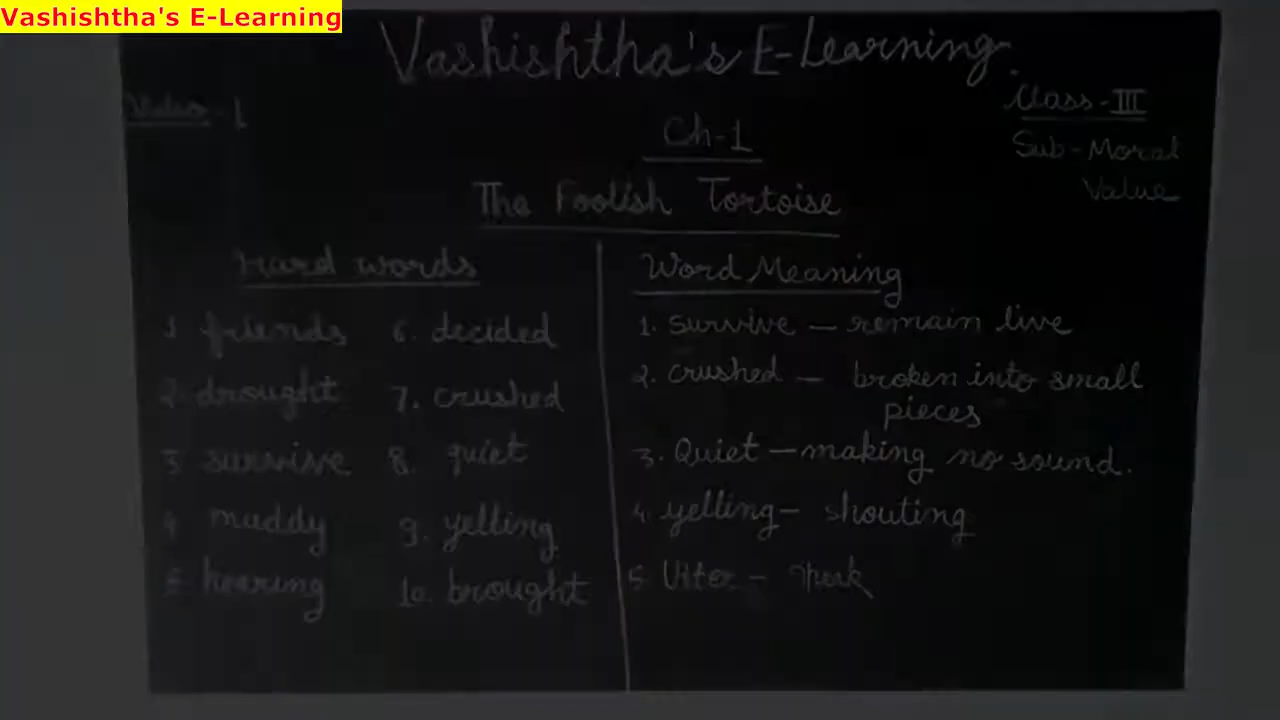 Vashishtha's E-Learning
Vashishtha's E-Learning
Video-1
Class-III
Ch-1
Sub-Moral
Value
The Foolish Tortoise
Hard words
1. friends
2. drought
3. survive
4. muddy
5. hearing
6. decided
7. crushed
8. quiet
9. yelling
10. brought
Word Meaning
1. survive – remain live
2. crushed – broken into small
pieces
3. Quiet – making no sound.
4. yelling – shouting
5. Utter – speak